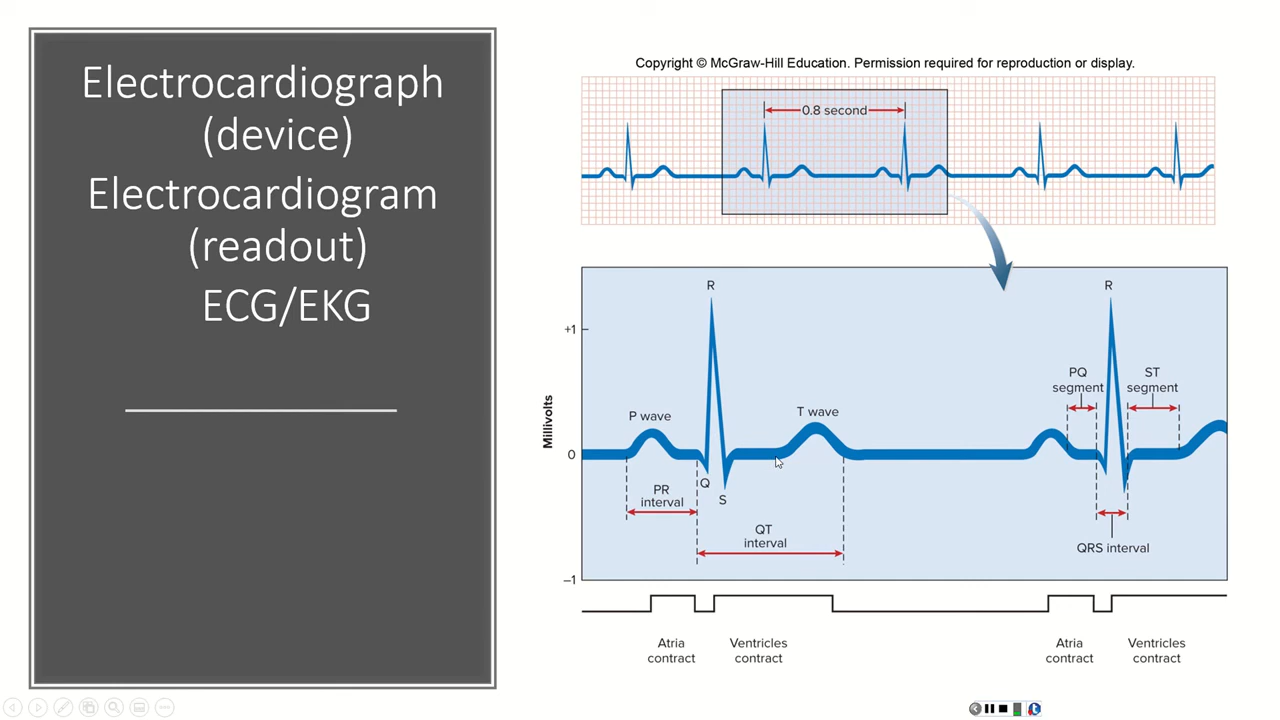 Electrocardiograph
(device)
Electrocardiogram
(readout)
ECG/EKG
Copyright © McGraw-Hill Education. Permission required for reproduction or display.
0.8 second
R
R
+1
PQ
segment
ST
segment
P wave
T wave
Millivolts
0
Q
S
PR
interval
QT
interval
QRS interval
–1
Atria
contract
Ventricles
contract
Atria
contract
Ventricles
contract